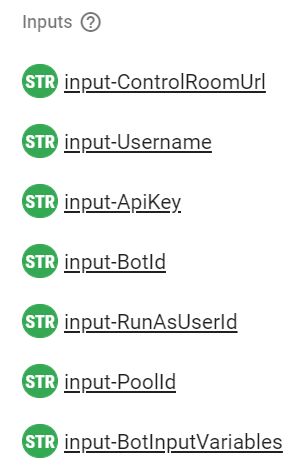 Inputs ?
STR input-ControlRoomUrl
STR input-Username
STR input-ApiKey
STR input-BotId
STR input-RunAsUserId
STR input-PoolId
STR input-BotInputVariables